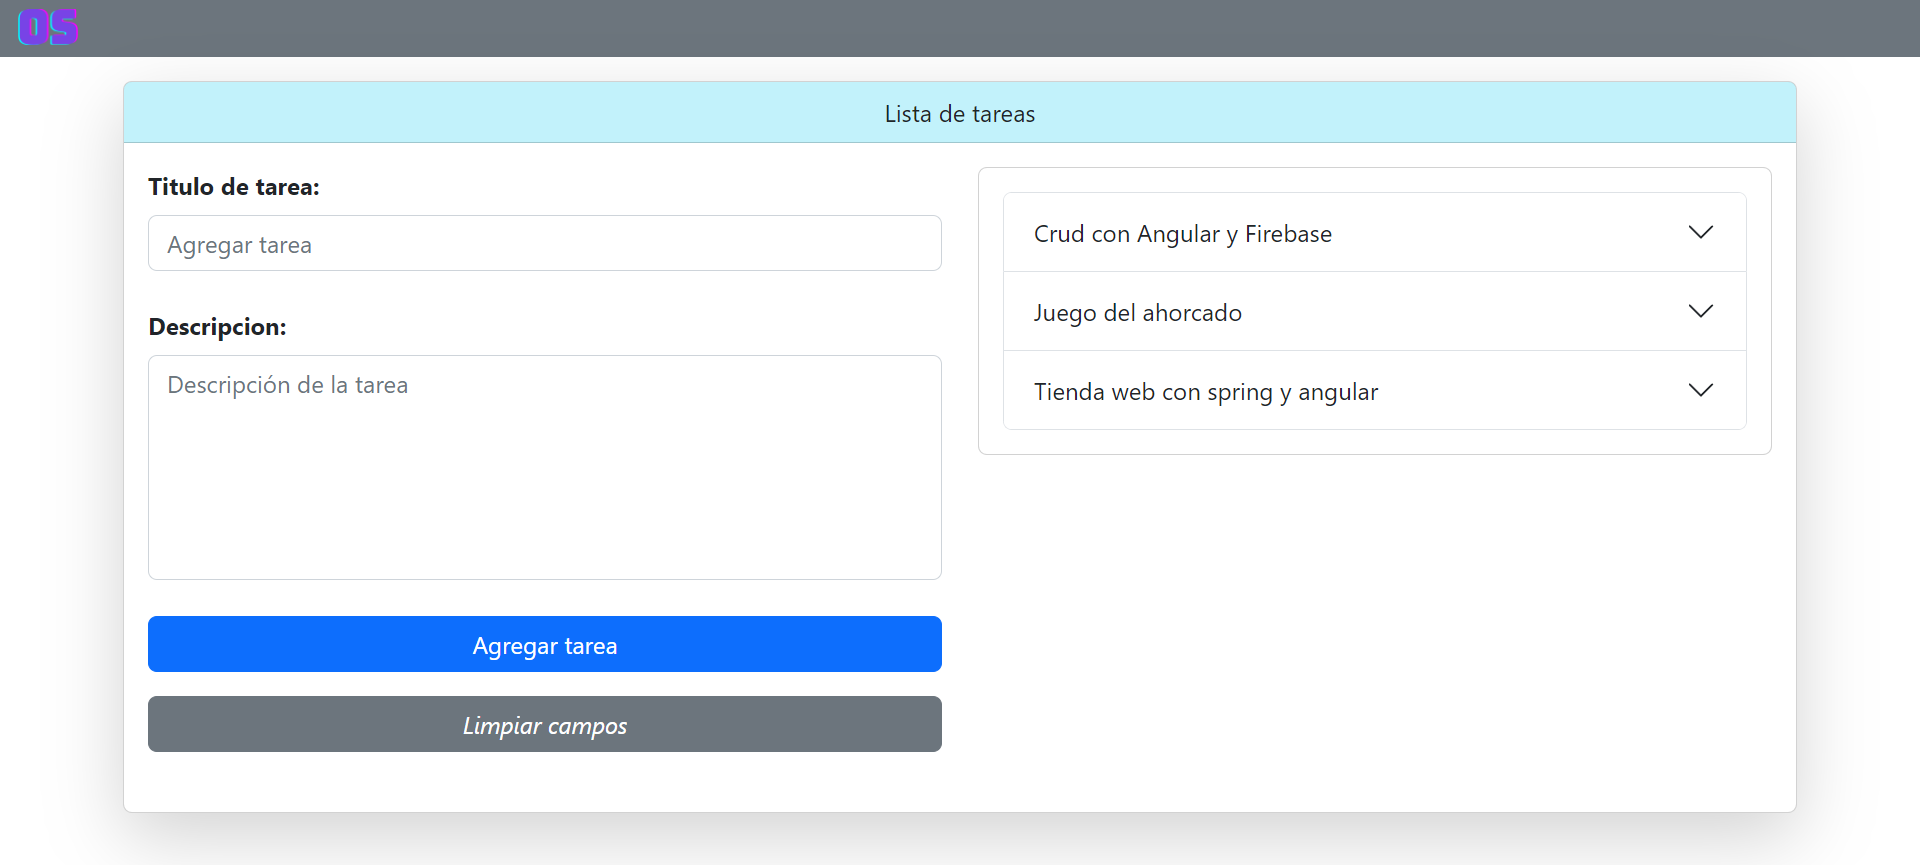 OS
Lista de tareas
Titulo de tarea:
Agregar tarea
Descripcion:
Descripción de la tarea
Agregar tarea
Limpiar campos
Crud con Angular y Firebase
Juego del ahorcado
Tienda web con spring y angular